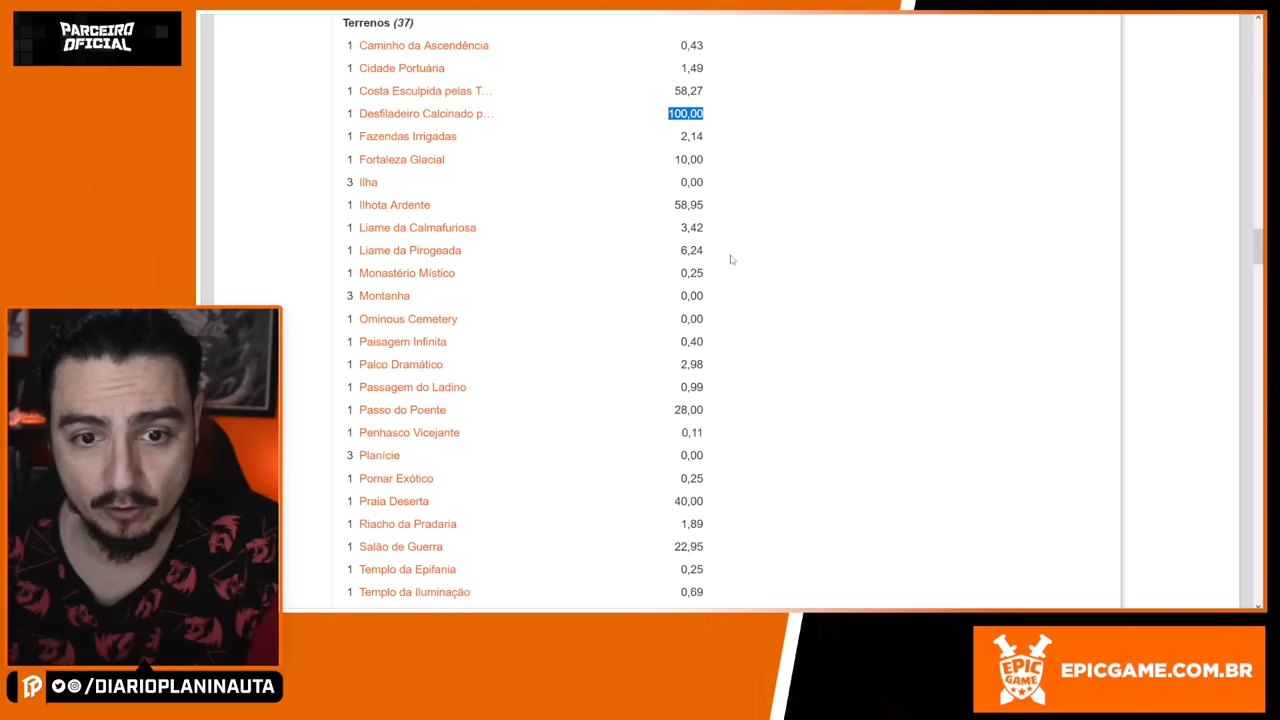 PARCEIRO
OFICIAL
Terrenos (37)
1 Caminho da Ascendência 0,43
1 Cidade Portuária 1,49
1 Costa Esculpida pelas T... 58,27
1 Desfiladeiro Calcinado p... 100,00
1 Fazendas Irrigadas 2,14
1 Fortaleza Glacial 10,00
3 Ilha 0,00
1 Ilhota Ardente 58,95
1 Liame da Calmafuriosa 3,42
1 Liame da Pirogeada 6,24
1 Monastério Místico 0,25
3 Montanha 0,00
1 Ominous Cemetery 0,00
1 Paisagem Infinita 0,40
1 Palco Dramático 2,98
1 Passagem do Ladino 0,99
1 Passo do Poente 28,00
1 Penhasco Vicejante 0,11
3 Planície 0,00
1 Pomar Exótico 0,25
1 Praia Deserta 40,00
1 Riacho da Pradaria 1,89
1 Salão de Guerra 22,95
1 Templo da Epifania 0,25
1 Templo da Iluminação 0,69
/DIARIOPLANINAUTA
EPIC
GAME
EPICGAME.COM.BR